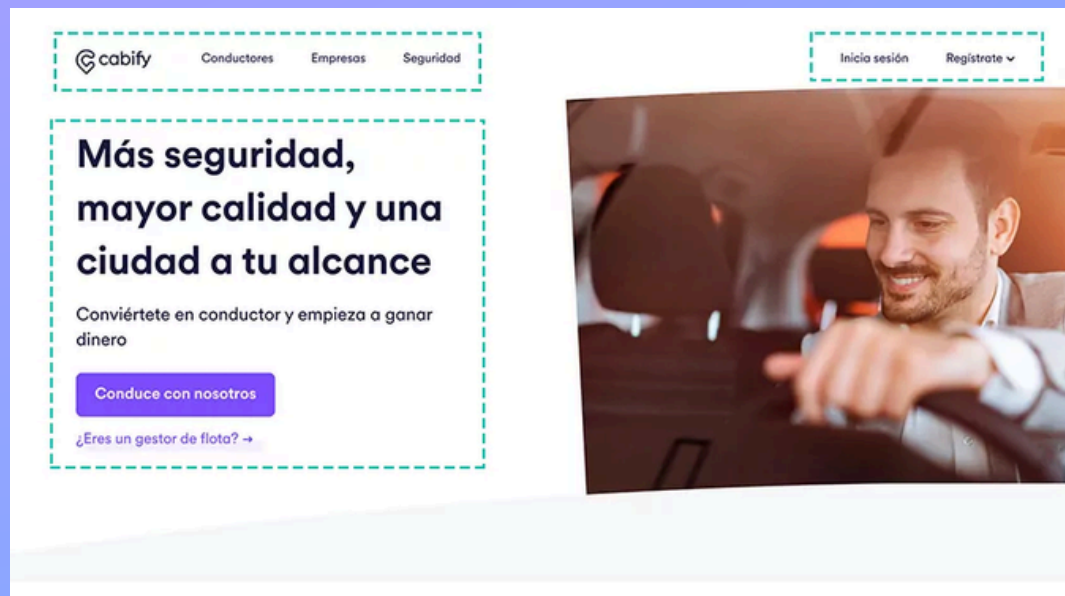 cabify Conductores Empresas Seguridad Inicia sesión Regístrate
Más seguridad,
mayor calidad y una
ciudad a tu alcance
Conviértete en conductor y empieza a ganar
dinero
Conduce con nosotros
¿Eres un gestor de flota? →